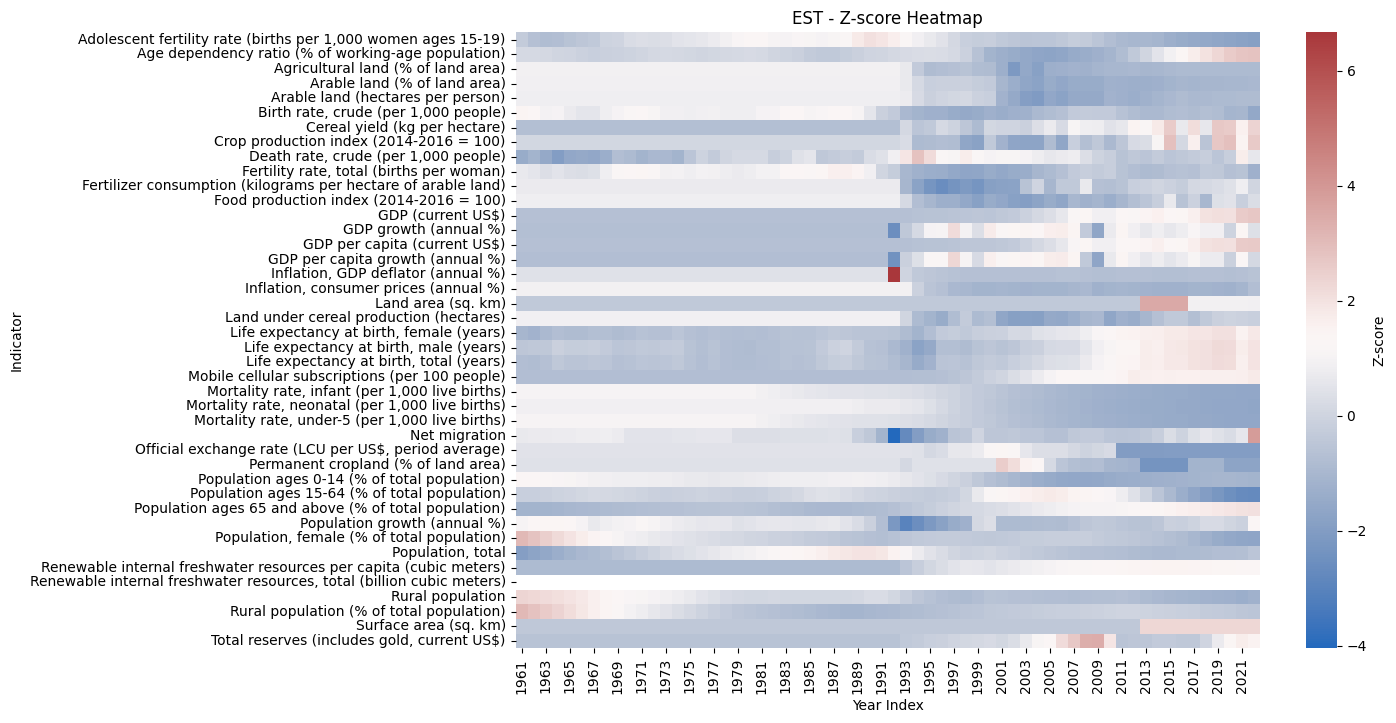 EST - Z-score Heatmap
Indicator
Adolescent fertility rate (births per 1,000 women ages 15-19)
Age dependency ratio (% of working-age population)
Agricultural land (% of land area)
Arable land (% of land area)
Arable land (hectares per person)
Birth rate, crude (per 1,000 people)
Cereal yield (kg per hectare)
Crop production index (2014-2016 = 100)
Death rate, crude (per 1,000 people)
Fertility rate, total (births per woman)
Fertilizer consumption (kilograms per hectare of arable land)
Food production index (2014-2016 = 100)
GDP (current US$)
GDP growth (annual %)
GDP per capita (current US$)
GDP per capita growth (annual %)
Inflation, GDP deflator (annual %)
Inflation, consumer prices (annual %)
Land area (sq. km)
Land under cereal production (hectares)
Life expectancy at birth, female (years)
Life expectancy at birth, male (years)
Life expectancy at birth, total (years)
Mobile cellular subscriptions (per 100 people)
Mortality rate, infant (per 1,000 live births)
Mortality rate, neonatal (per 1,000 live births)
Mortality rate, under-5 (per 1,000 live births)
Net migration
Official exchange rate (LCU per US$, period average)
Permanent cropland (% of land area)
Population ages 0-14 (% of total population)
Population ages 15-64 (% of total population)
Population ages 65 and above (% of total population)
Population growth (annual %)
Population, female (% of total population)
Population, total
Renewable internal freshwater resources per capita (cubic meters)
Renewable internal freshwater resources, total (billion cubic meters)
Rural population
Rural population (% of total population)
Surface area (sq. km)
Total reserves (includes gold, current US$)
1961
1963
1965
1967
1969
1971
1973
1975
1977
1979
1981
1983
1985
1987
1989
1991
1993
1995
1997
1999
2001
2003
2005
2007
2009
2011
2013
2015
2017
2019
2021
Year Index
6
4
2
0
−2
−4
Z-score